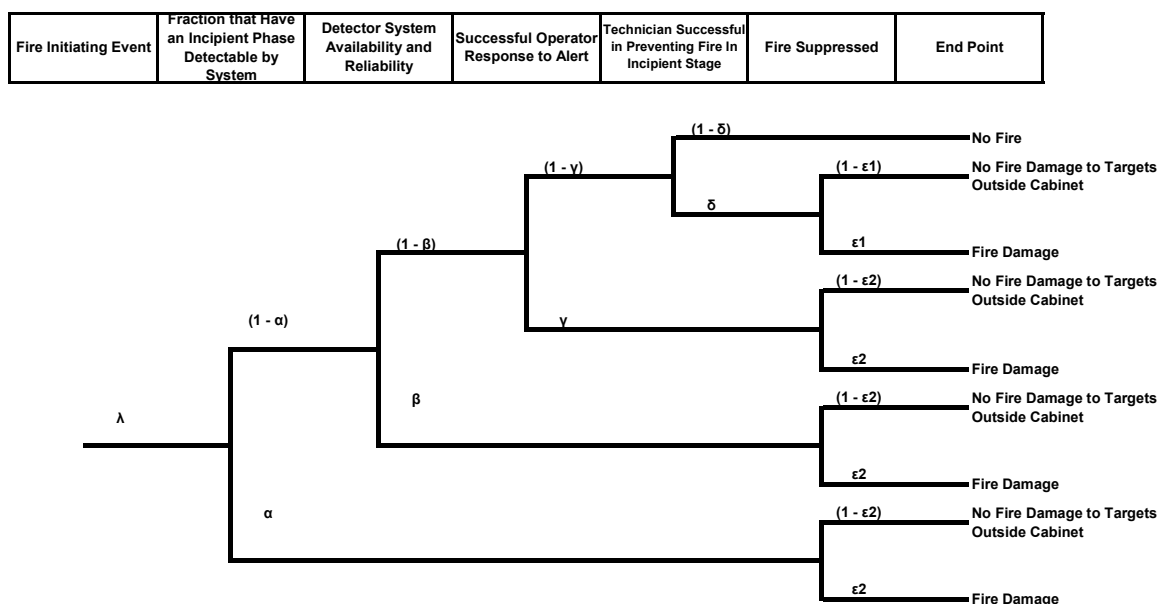 Fire Initiating Event
Fraction that Have
an Incipient Phase
Detectable by
System
Detector System
Availability and
Reliability
Successful Operator
Response to Alert
Technician Successful
in Preventing Fire In
Incipient Stage
Fire Suppressed
End Point
(1 - δ)
No Fire
(1 - γ)
(1 - ε1)
No Fire Damage to Targets
Outside Cabinet
δ
(1 - β)
ε1
Fire Damage
(1 - ε2)
No Fire Damage to Targets
Outside Cabinet
(1 - α)
γ
ε2
Fire Damage
β
(1 - ε2)
No Fire Damage to Targets
Outside Cabinet
λ
ε2
Fire Damage
α
(1 - ε2)
No Fire Damage to Targets
Outside Cabinet
ε2
Fire Damage